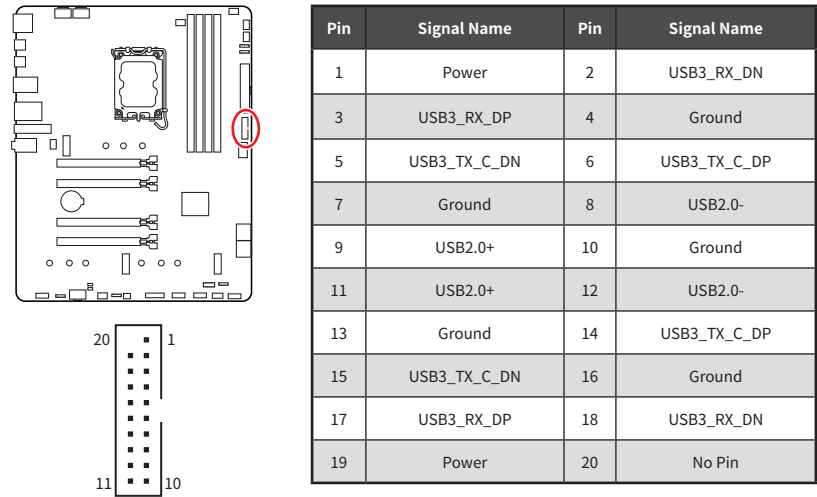 Pin Signal Name Pin Signal Name
1 Power 2 USB3_RX_DN
3 USB3_RX_DP 4 Ground
5 USB3_TX_C_DN 6 USB3_TX_C_DP
7 Ground 8 USB2.0-
9 USB2.0+ 10 Ground
11 USB2.0+ 12 USB2.0-
13 Ground 14 USB3_TX_C_DP
15 USB3_TX_C_DN 16 Ground
17 USB3_RX_DP 18 USB3_RX_DN
19 Power 20 No Pin
20 1
11 10